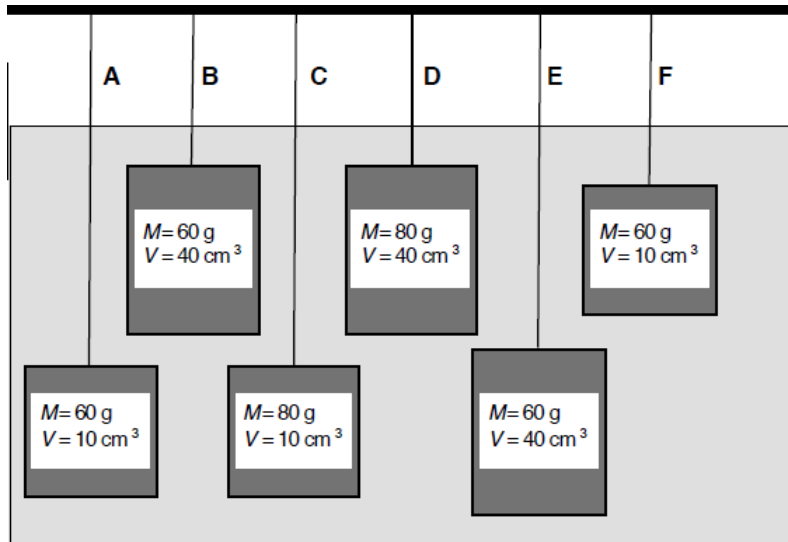 A B C D E F
M= 60 g
V = 40 cm³
M= 80 g
V = 40 cm³
M= 60 g
V = 10 cm³
M= 60 g
V = 10 cm³
M= 80 g
V = 10 cm³
M= 60 g
V = 40 cm³